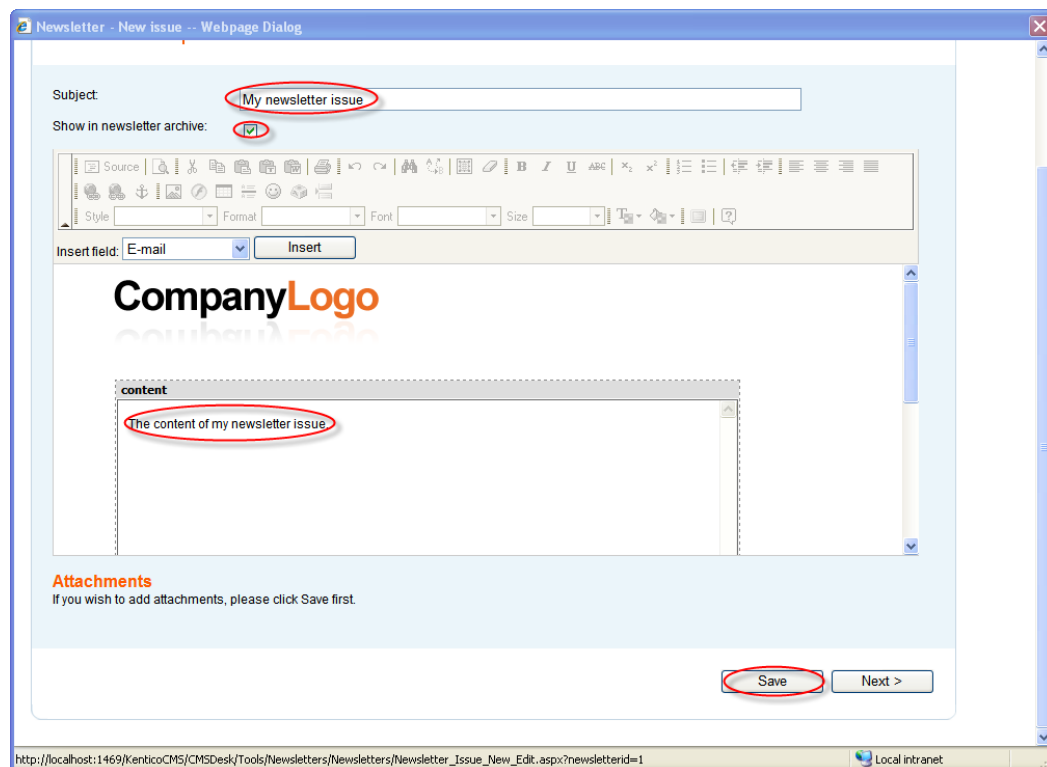 Newsletter - New issue -- Webpage Dialog
Subject:
My newsletter issue
Show in newsletter archive:
Source
B I U ABC ×₂ ×²
Style Format Font Size
Insert field: E-mail Insert
CompanyLogo
content
The content of my newsletter issue.
Attachments
If you wish to add attachments, please click Save first.
Save Next >
http://localhost:1469/KenticoCMS/CMSDesk/Tools/Newsletters/Newsletters/Newsletter_Issue_New_Edit.aspx?newsletterid=1 Local intranet